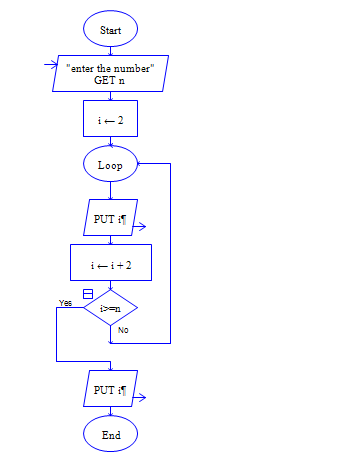 Start
"enter the number"
GET n
i ← 2
Loop
PUT i¶
i ← i + 2
i>=n
Yes
No
PUT i¶
End